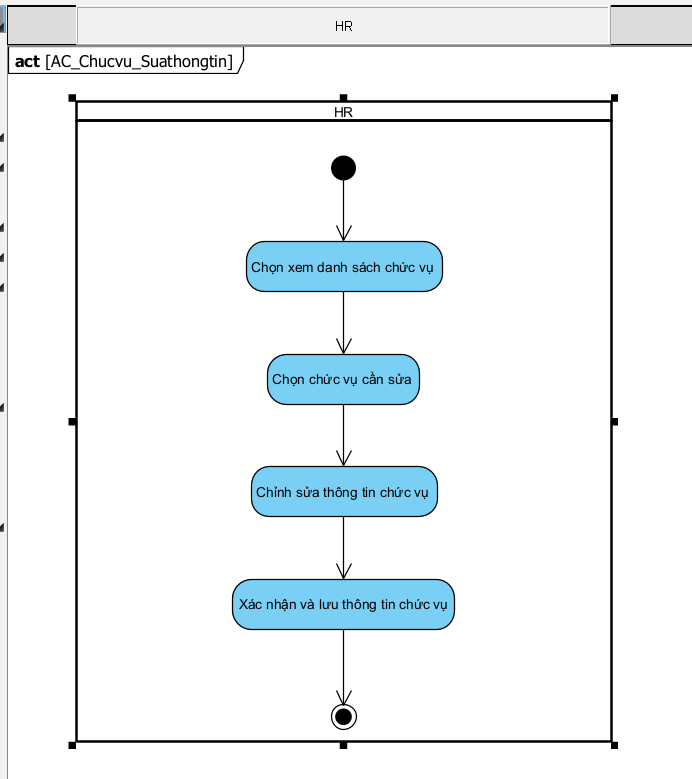 HR
act [AC_Chucvu_Suathongtin]
HR
Chọn xem danh sách chức vụ
Chọn chức vụ cần sửa
Chỉnh sửa thông tin chức vụ
Xác nhận và lưu thông tin chức vụ